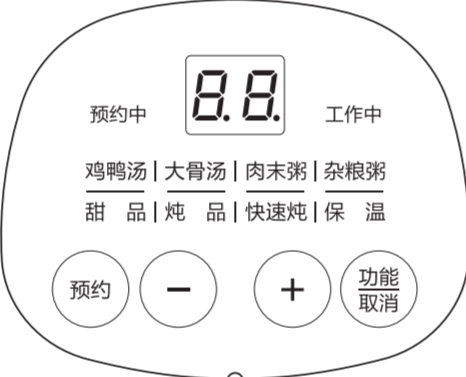 8.8.
预约中 工作中
鸡鸭汤|大骨汤|肉末粥|杂粮粥
甜 品|炖 品|快速炖|保 温
预约 − + 功能
取消